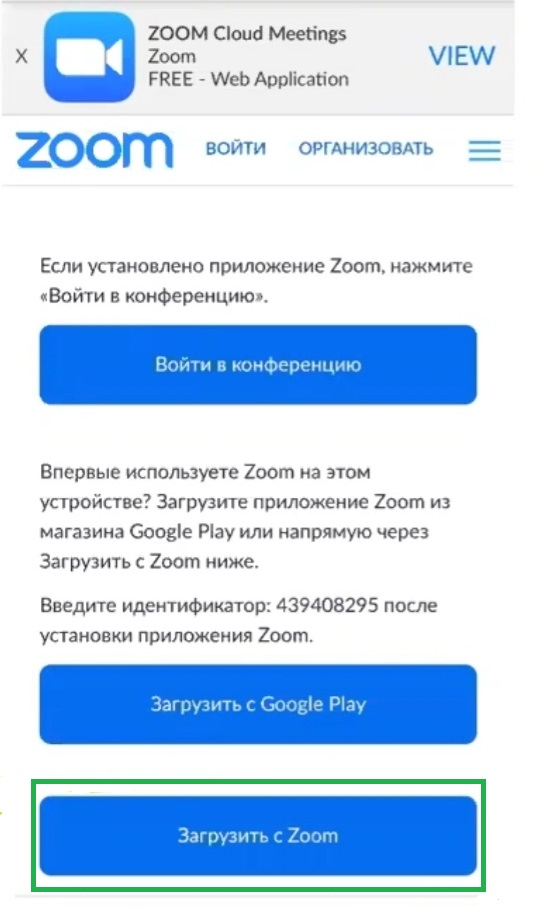 X
ZOOM Cloud Meetings
Zoom
FREE - Web Application
VIEW
zoom
ВОЙТИ
ОРГАНИЗОВАТЬ
Если установлено приложение Zoom, нажмите
«Войти в конференцию».
Войти в конференцию
Впервые используете Zoom на этом
устройстве? Загрузите приложение Zoom из
магазина Google Play или напрямую через
Загрузить с Zoom ниже.
Введите идентификатор: 439408295 после
установки приложения Zoom.
Загрузить с Google Play
Загрузить с Zoom